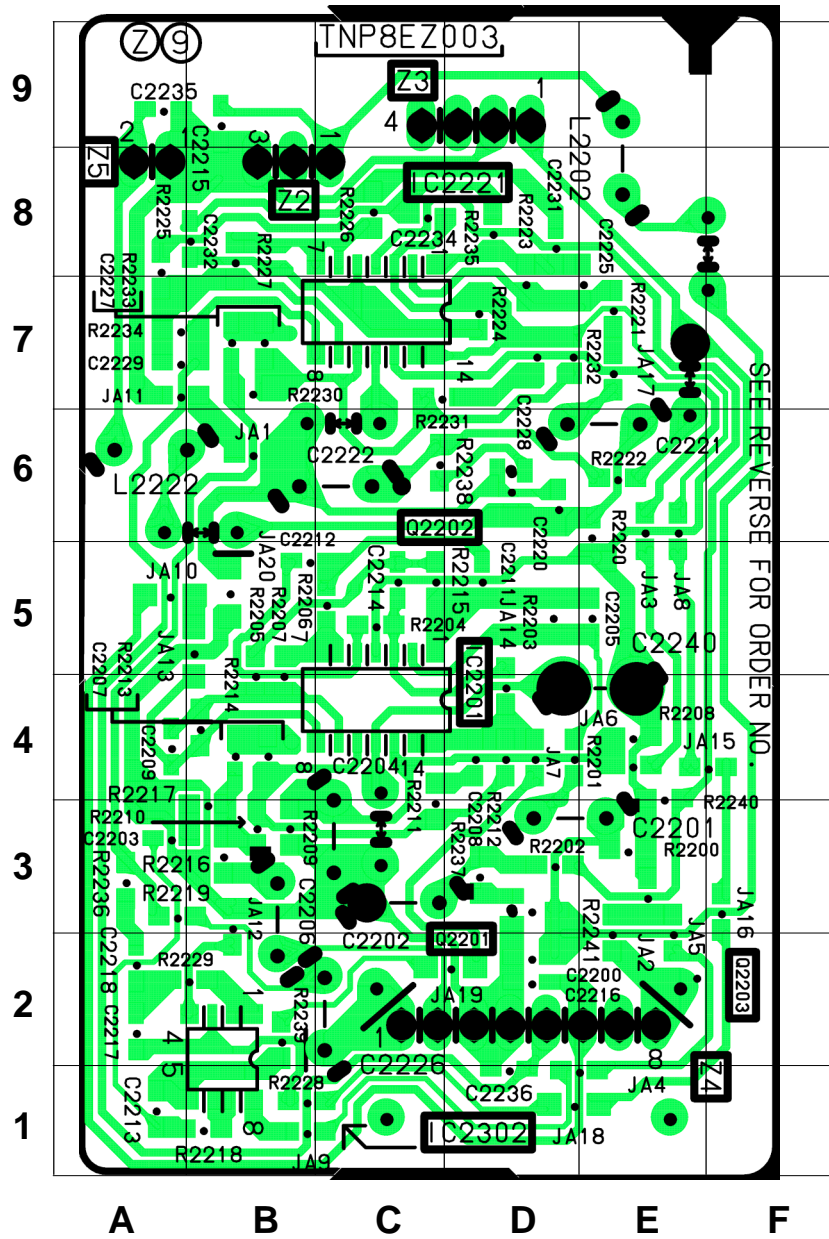 Z 9
TNP8EZ003
9
Z3
C2235
1
4
2
1
C2215
3
1
L2202
Z5
Z2
IC2221
8
R2225
C2232
R2227
R2226
C2234
R2235
R2223
C2231
C2225
7
1
C2227
R2233
R2224
R2221
7
R2234
C2229
JA11
8
R2230
14
R2232
JA17
R2231
SEE REVERSE FOR ORDER NO.
JA1
C2228
C2221
6
C2222
R2238
R2222
L2222
Q2202
C2212
JA20
C2220
R2220
JA10
R2205
R2207
R2206
7
C2214
R2215
C2211
JA14
R2203
C2205
JA3
JA8
5
R2204
1
C2240
JA13
C2207
R2213
R2214
IC2201
R2208
JA6
4
C2209
8
C2204
14
JA7
R2201
JA15
R2217
R2210
R2211
C2208
R2212
R2240
C2203
R2209
C2201
3
R2216
R2237
R2202
R2200
R2236
R2219
JA12
C2206
C2202
Q2201
R2241
JA2
JA5
JA16
C2218
R2229
C2200
Q2203
2
1
R2239
JA19
C2216
C2217
4
5
1
C2226
8
R2228
C2236
JA4
Z4
1
C2213
8
IC2302
R2218
JA9
JA18
A B C D E F